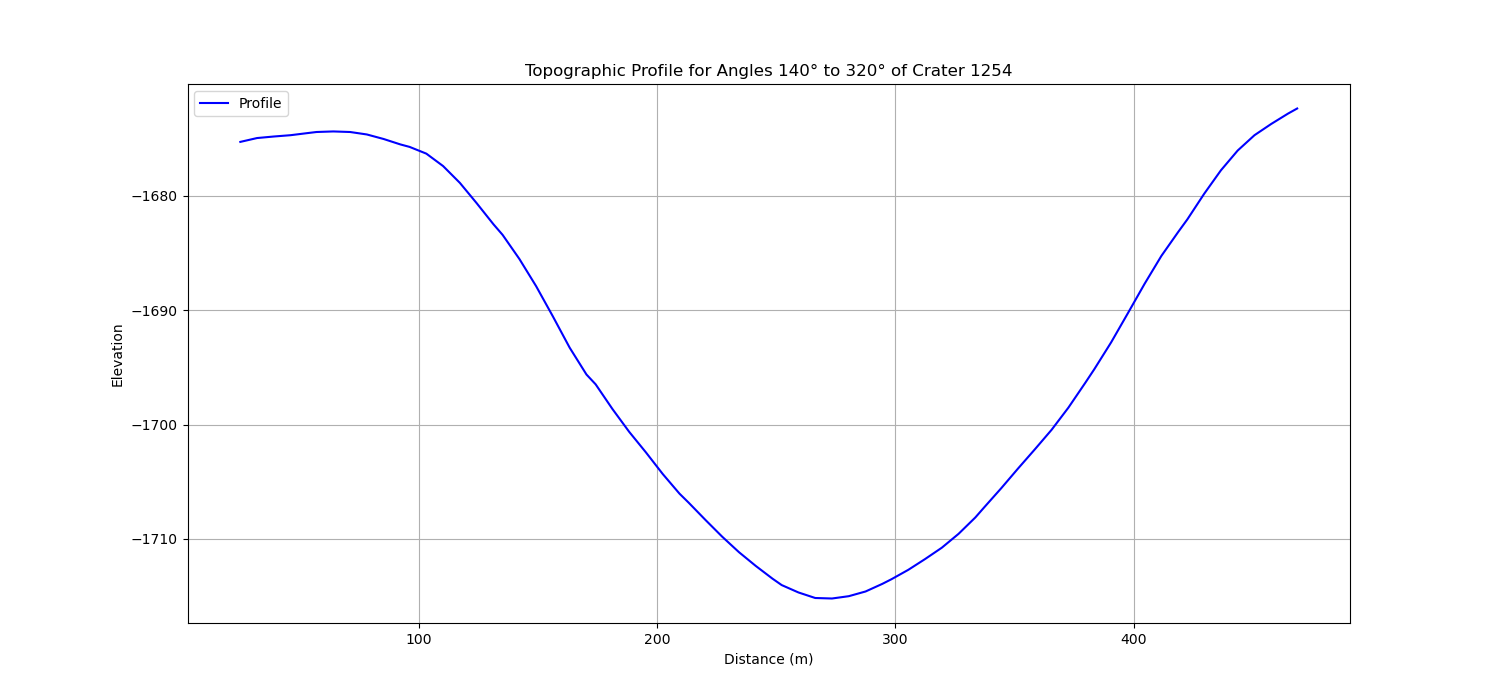 Topographic Profile for Angles 140° to 320° of Crater 1254
Profile
−1680
−1690
−1700
−1710
Elevation
100
200
300
400
Distance (m)